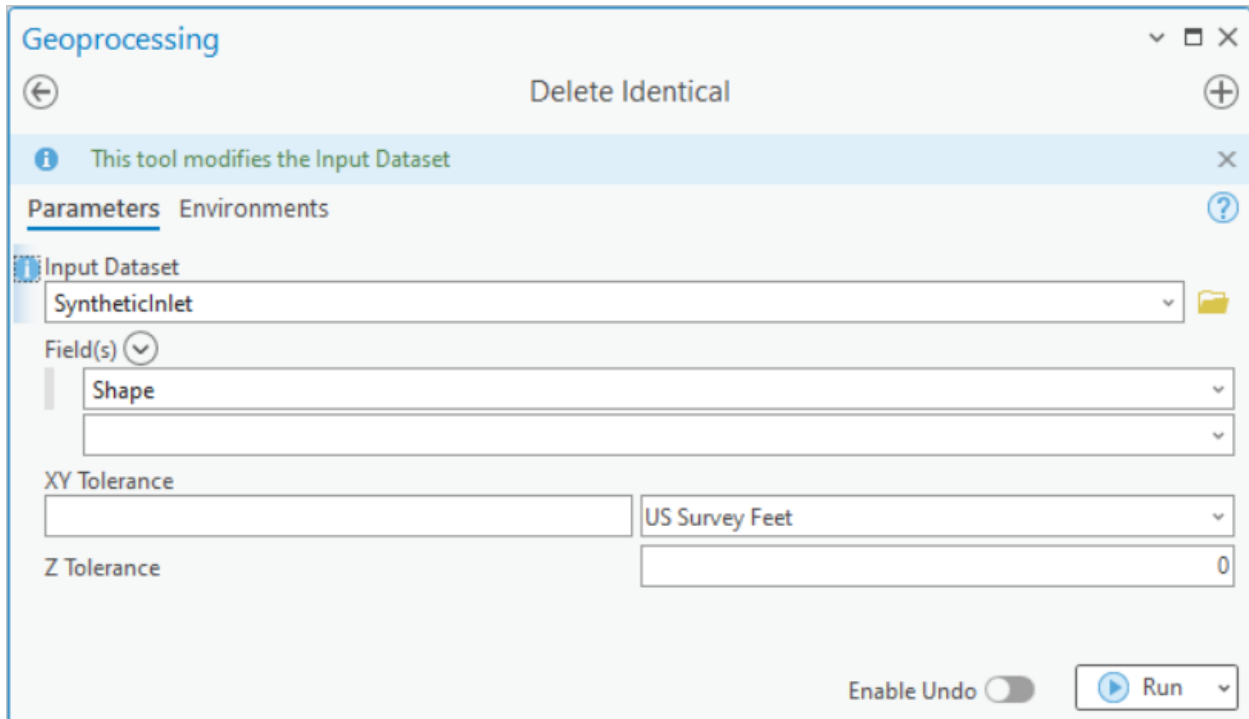 Geoprocessing
Delete Identical
This tool modifies the Input Dataset
Parameters Environments
Input Dataset
SyntheticInlet
Field(s)
Shape
XY Tolerance
US Survey Feet
Z Tolerance 0
Enable Undo Run